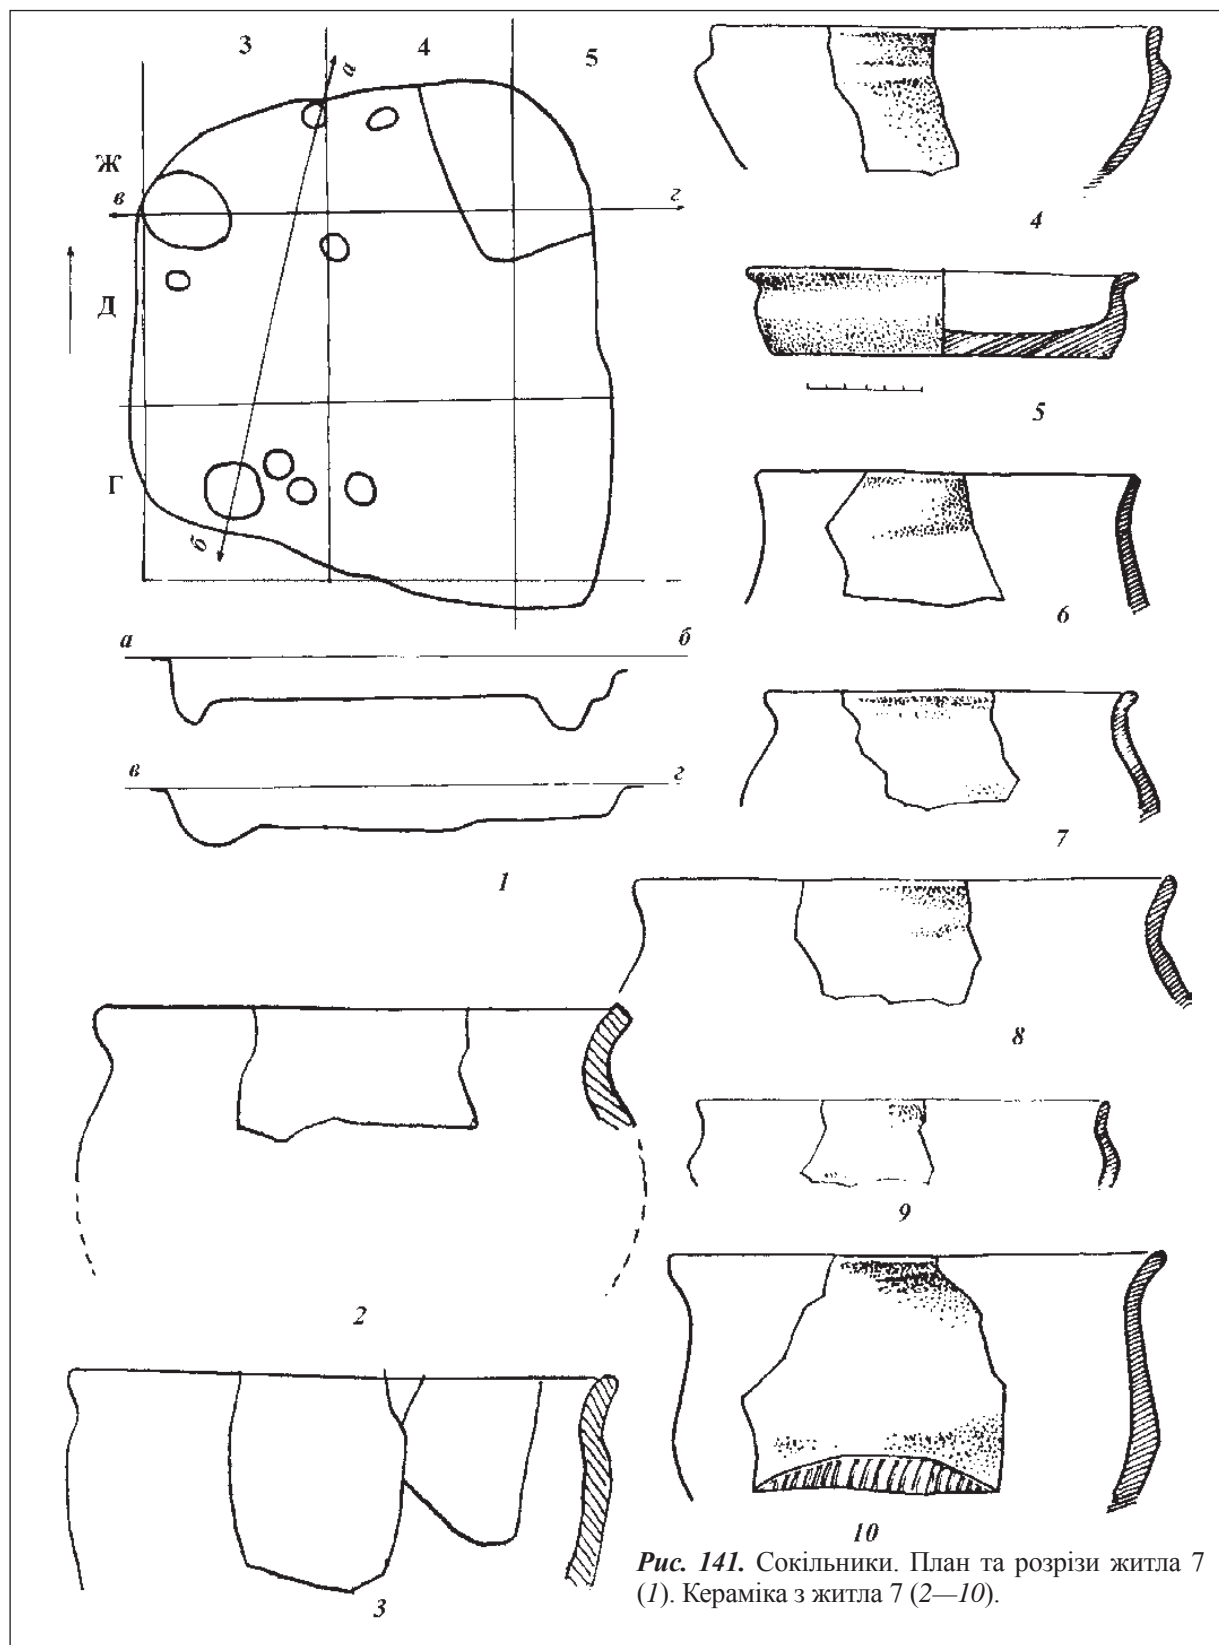 3 4 5
а
Ж
в г
Д
Г
б
а б
в г
1
4
5
6
7
8
2
9
3
10
Рис. 141. Сокільники. План та розрізи житла 7
(1). Кераміка з житла 7 (2—10).